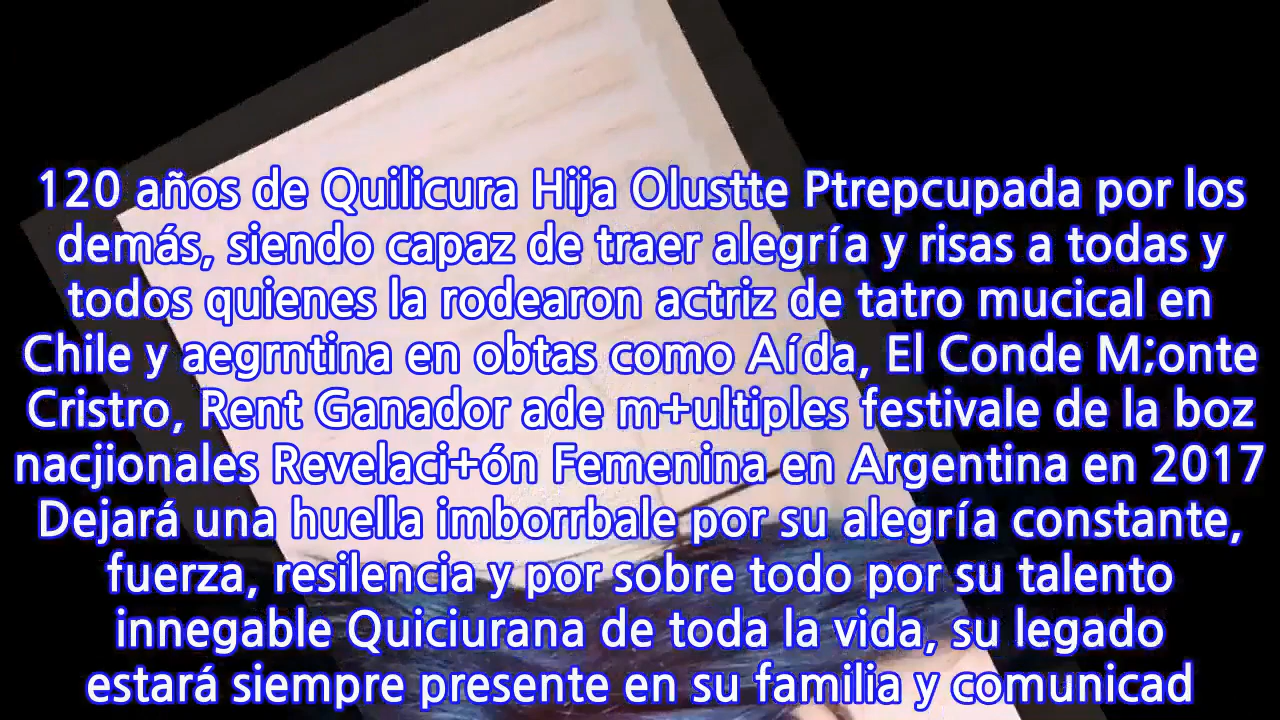 120 años de Quilicura Hija Olustte Ptrepcupada por los
demás, siendo capaz de traer alegría y risas a todas y
todos quienes la rodearon actriz de tatro mucical en
Chile y aegrntina en obtas como Aída, El Conde M;onte
Cristro, Rent Ganador ade m+ultiples festivale de la boz
nacjionales Revelaci+ón Femenina en Argentina en 2017
Dejará una huella imborrbale por su alegría constante,
fuerza, resilencia y por sobre todo por su talento
innegable Quiciurana de toda la vida, su legado
estará siempre presente en su familia y comunicad